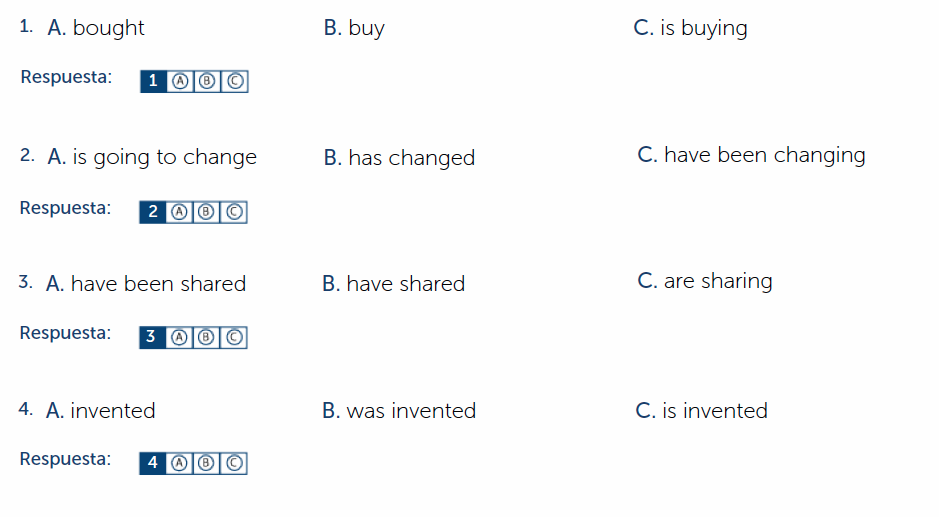 1. A. bought B. buy C. is buying
Respuesta: 1 A B C
2. A. is going to change B. has changed C. have been changing
Respuesta: 2 A B C
3. A. have been shared B. have shared C. are sharing
Respuesta: 3 A B C
4. A. invented B. was invented C. is invented
Respuesta: 4 A B C